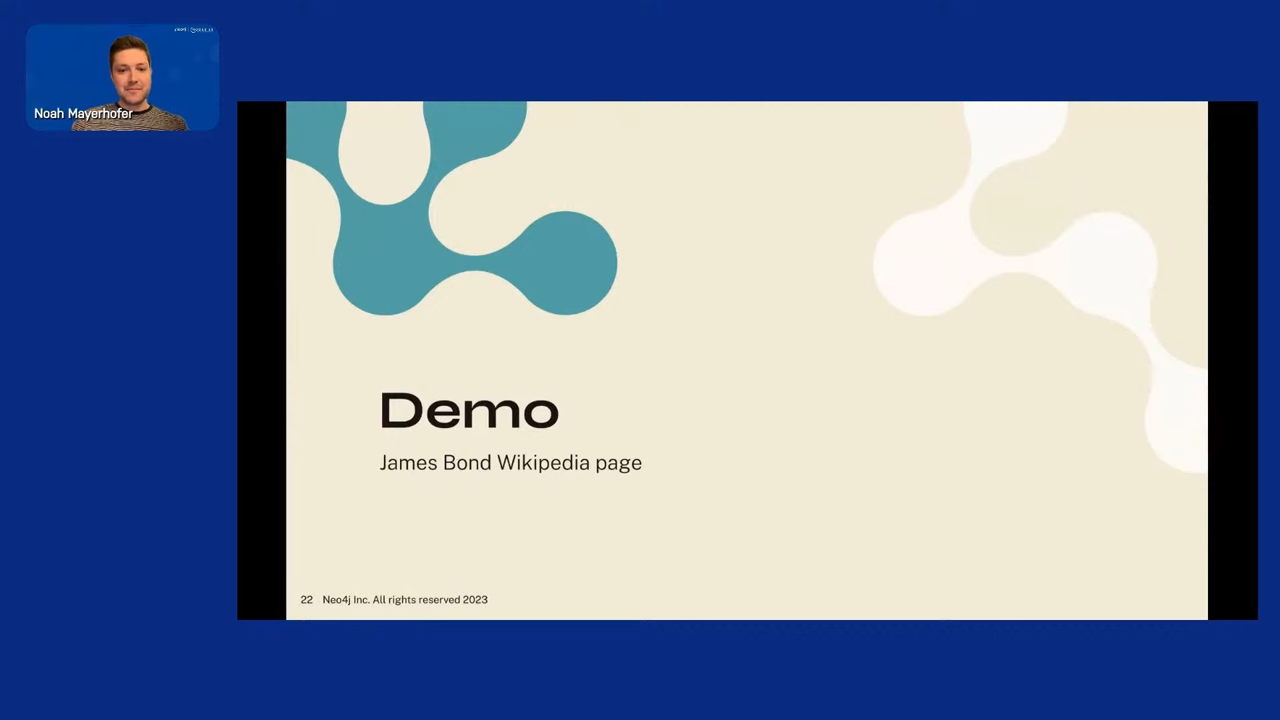 Noah Mayerhofer
Demo
James Bond Wikipedia page
22 Neo4j Inc. All rights reserved 2023